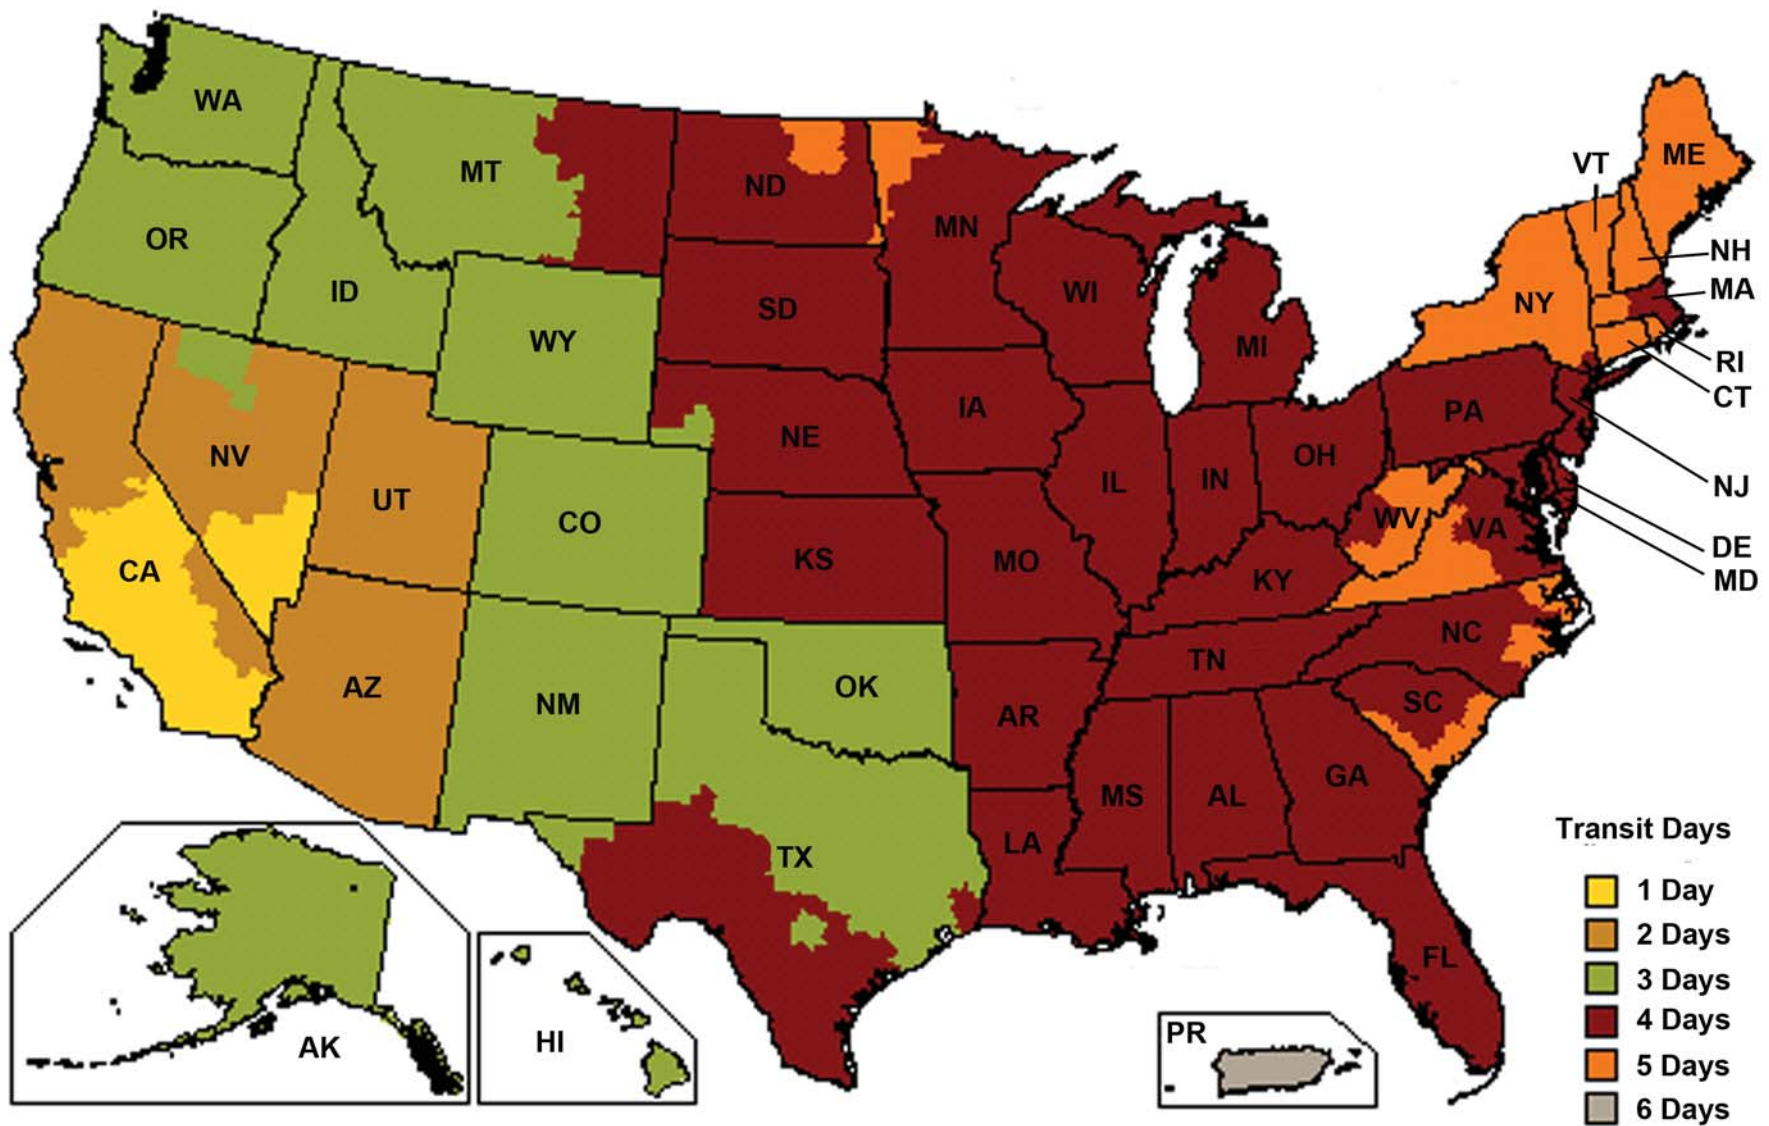 WA
MT
ND
MN
VT
ME
OR
ID
WY
SD
WI
MI
NY
NH
MA
RI
CT
NV
UT
CO
NE
IA
IL
IN
OH
PA
NJ
CA
AZ
NM
KS
MO
KY
WV
VA
DE
MD
OK
AR
TN
NC
SC
TX
LA
MS
AL
GA
FL
AK
HI
PR
Transit Days
1 Day
2 Days
3 Days
4 Days
5 Days
6 Days